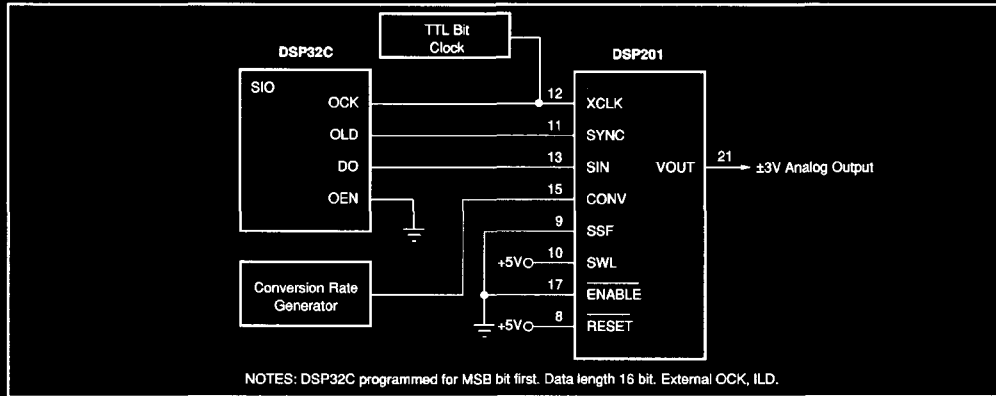 TTL Bit
Clock
DSP32C
DSP201
SIO
OCK
12
XCLK
OLD
11
SYNC
DO
13
SIN
VOUT
21
±3V Analog Output
OEN
15
CONV
9
SSF
+5V
10
SWL
Conversion Rate
Generator
17
ENABLE
+5V
8
RESET
NOTES: DSP32C programmed for MSB bit first. Data length 16 bit. External OCK, ILD.